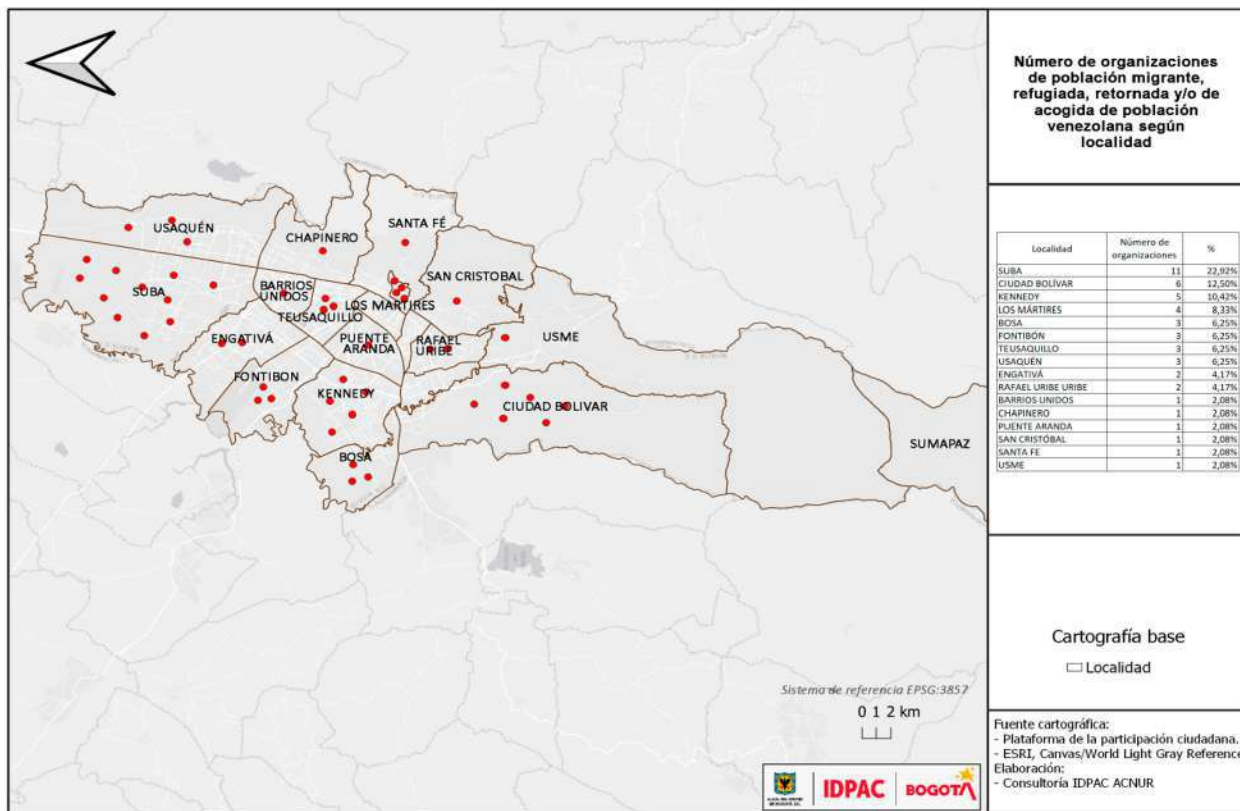 Número de organizaciones
de población migrante,
refugiada, retornada y/o de
acogida de población
venezolana según
localidad
USAQUÉN
CHAPINERO
SANTA FÉ
SAN CRISTOBAL
SUBA
BARRIOS
UNIDOS
TEUSAQUILLO
LOS MARTIRES
ENGATIVÁ
PUENTE
ARANDA
RAFAEL
URIBE
USME
FONTIBON
KENNEDY
CIUDAD BOLIVAR
BOSA
SUMAPAZ
Localidad Número de organizaciones %
SUBA 11 22,92%
CIUDAD BOLÍVAR 6 12,50%
KENNEDY 5 10,42%
LOS MÁRTIRES 4 8,33%
BOSA 3 6,25%
FONTIBÓN 3 6,25%
TEUSAQUILLO 3 6,25%
USAQUÉN 3 6,25%
ENGATIVÁ 2 4,17%
RAFAEL URIBE URIBE 2 4,17%
BARRIOS UNIDOS 1 2,08%
CHAPINERO 1 2,08%
PUENTE ARANDA 1 2,08%
SAN CRISTÓBAL 1 2,08%
SANTA FE 1 2,08%
USME 1 2,08%
Cartografía base
Localidad
Sistema de referencia EPSG:3857
0 1 2 km
Fuente cartográfica:
- Plataforma de la participación ciudadana.
- ESRI, Canvas/World Light Gray Reference
Elaboración:
- Consultoría IDPAC ACNUR
IDPAC
BOGOTÁ